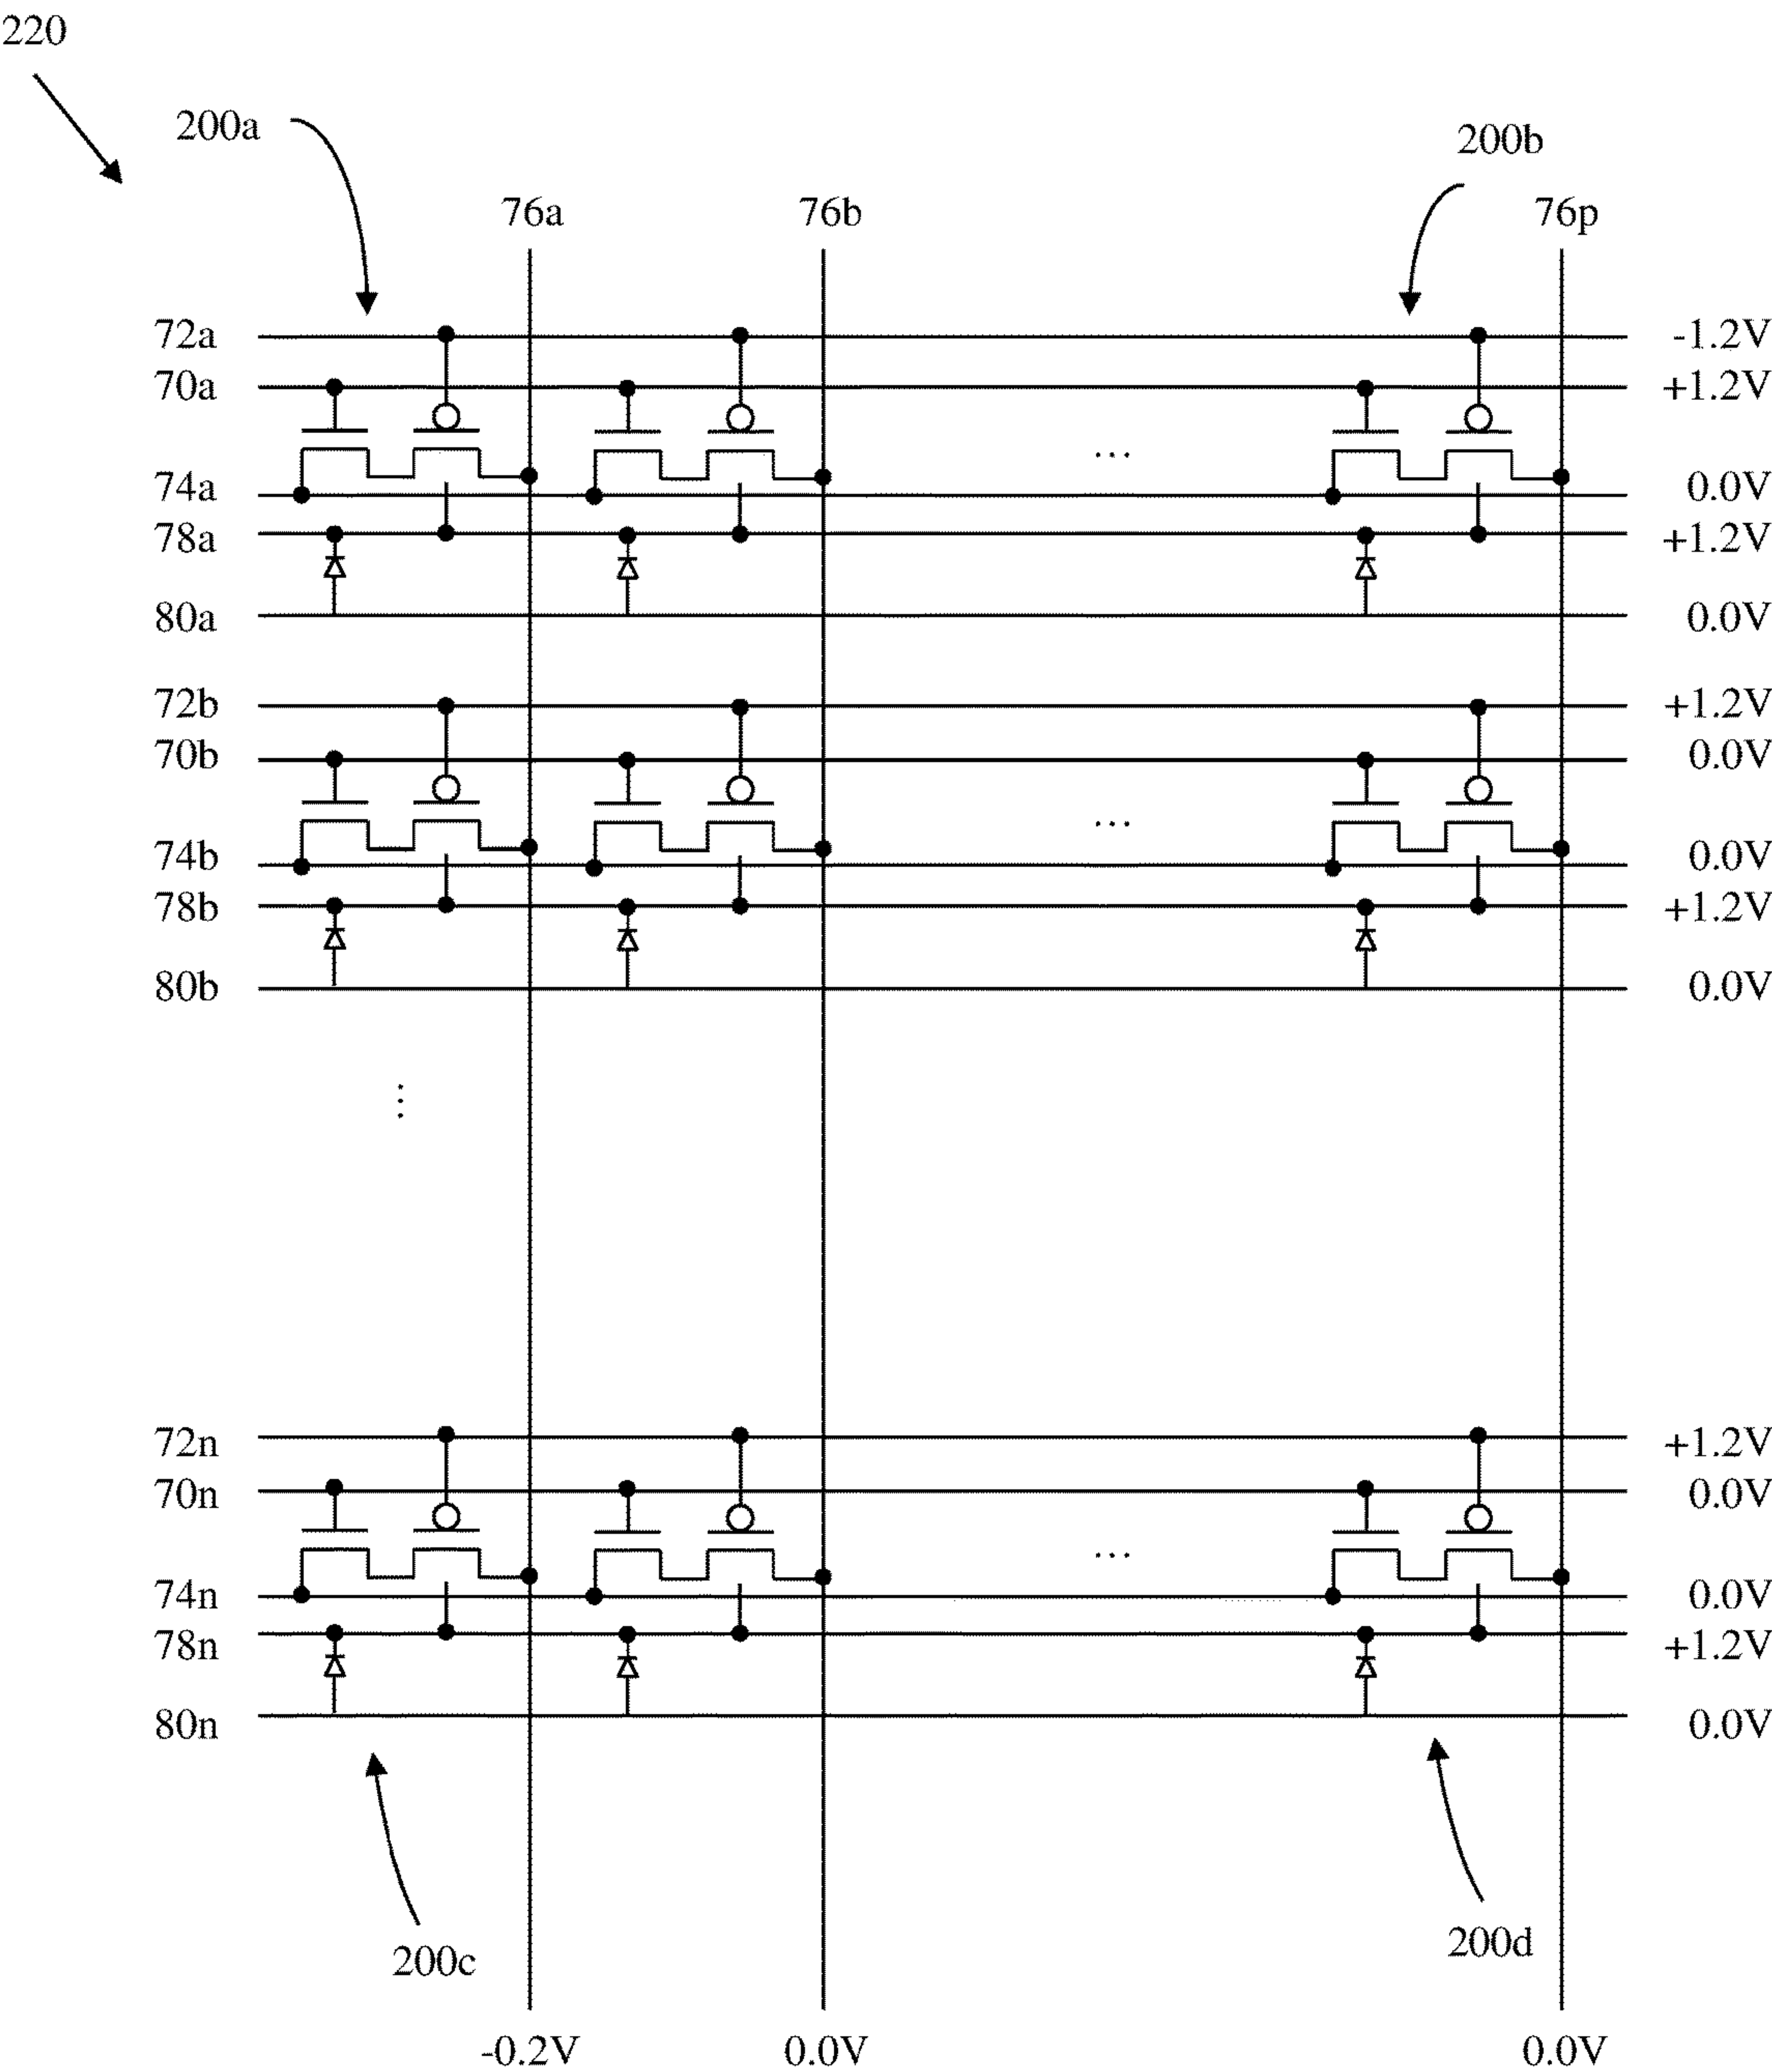 220
200a
200b
76a 76b 76p
72a -1.2V
70a +1.2V
...
74a 0.0V
78a +1.2V
80a 0.0V
72b +1.2V
70b 0.0V
...
74b 0.0V
78b +1.2V
80b 0.0V
...
72n +1.2V
70n 0.0V
...
74n 0.0V
78n +1.2V
80n 0.0V
200c 200d
-0.2V 0.0V 0.0V